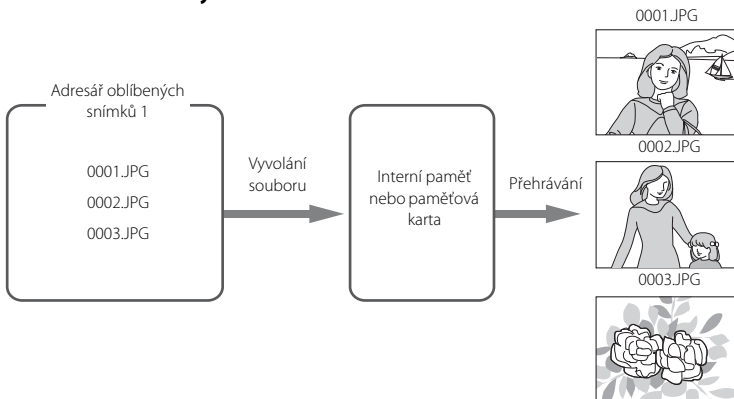 Adresář oblíbených
snímků 1
0001.JPG
0002.JPG
0003.JPG
Vyvolání
souboru
Interní paměť
nebo paměťová
karta
Přehrávání
0001.JPG
0002.JPG
0003.JPG